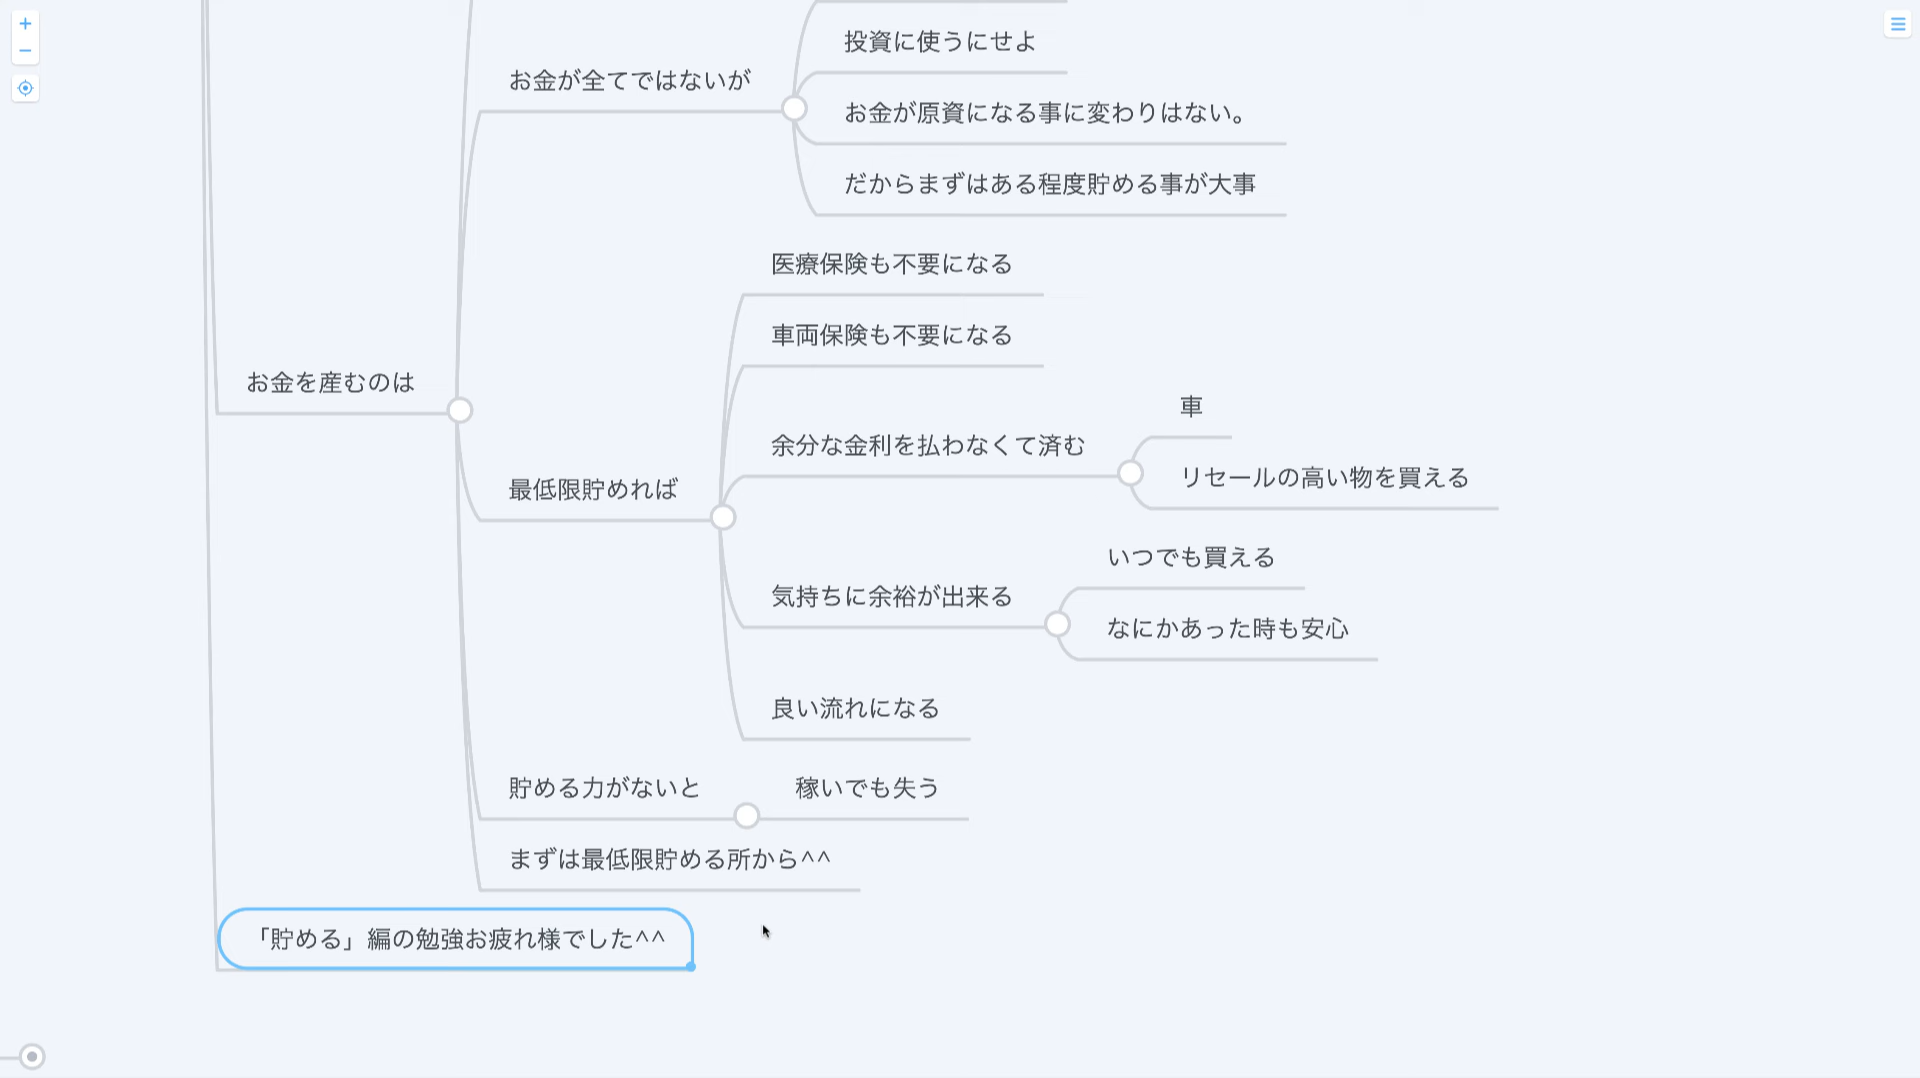 投資に使うにせよ
お金が全てではないが
お金が原資になる事に変わりはない。
だからまずはある程度貯める事が大事
医療保険も不要になる
車両保険も不要になる
お金を産むのは
車
余分な金利を払わなくて済む
リセールの高い物を買える
最低限貯めれば
いつでも買える
気持ちに余裕が出来る
なにかあった時も安心
良い流れになる
貯める力がないと
稼いでも失う
まずは最低限貯める所から^^
「貯める」編の勉強お疲れ様でした^^